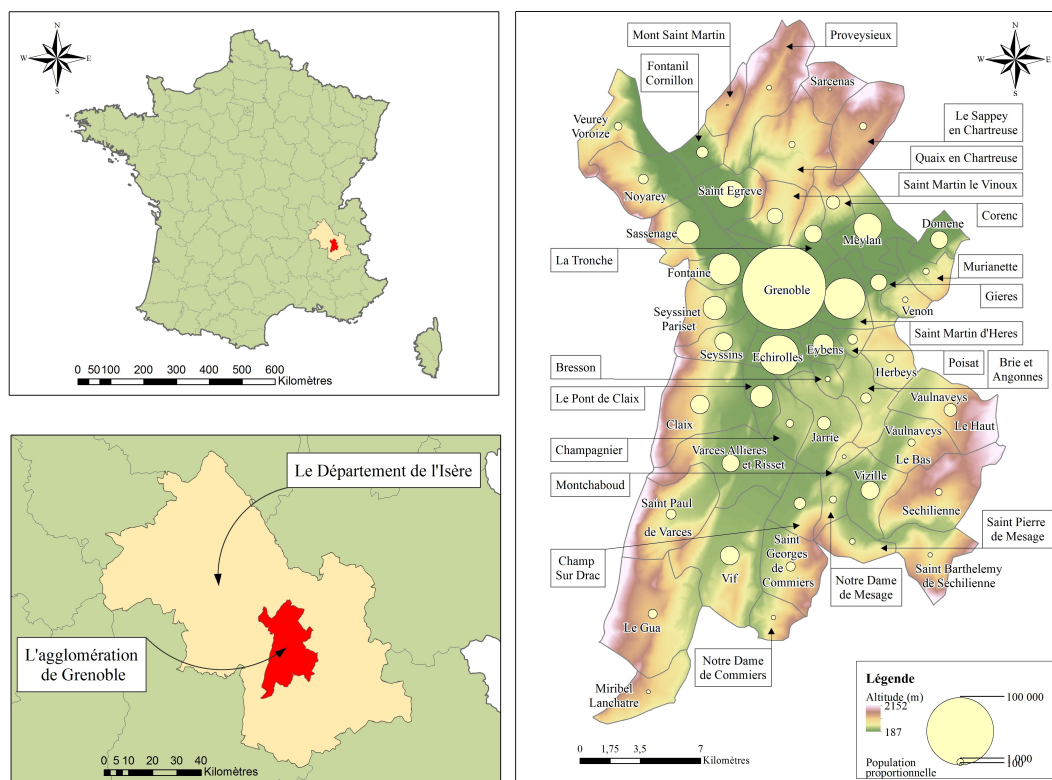 N
W E
S
0 50 100 200 300 400 500 600
Kilomètres
Le Département de l'Isère
L'agglomération
de Grenoble
0 5 10 20 30 40
Kilomètres
N
W E
S
Mont Saint Martin
Proveysieux
Fontanil
Cornillon
Sarcenas
Le Sappey
en Chartreuse
Veurey
Voroize
Quaix en Chartreuse
Noyarey
Saint Egreve
Saint Martin le Vinoux
Corenc
Sassenage
Meylan
Domene
La Tronche
Fontaine
Murianette
Grenoble
Gieres
Venon
Seyssinet
Pariset
Saint Martin d'Heres
Seyssins
Echirolles
Eybens
Poisat
Brie et
Angonnes
Bresson
Herbeys
Le Pont de Claix
Vaulnaveys
Le Haut
Claix
Jarrie
Vaulnaveys
Le Bas
Champagnier
Varces Allieres
et Risset
Montchaboud
Vizille
Saint Paul
de Varces
Sechilienne
Saint Pierre
de Mesage
Champ
Sur Drac
Saint
Georges
de
Commiers
Vif
Notre Dame
de Mesage
Saint Barthelemy
de Sechilienne
Le Gua
Notre Dame
de Commiers
Miribel
Lanchatre
0 1,75 3,5 7
Kilomètres
Légende
Altitude (m)
2152
187
100 000
1 000
100
Population
proportionnelle